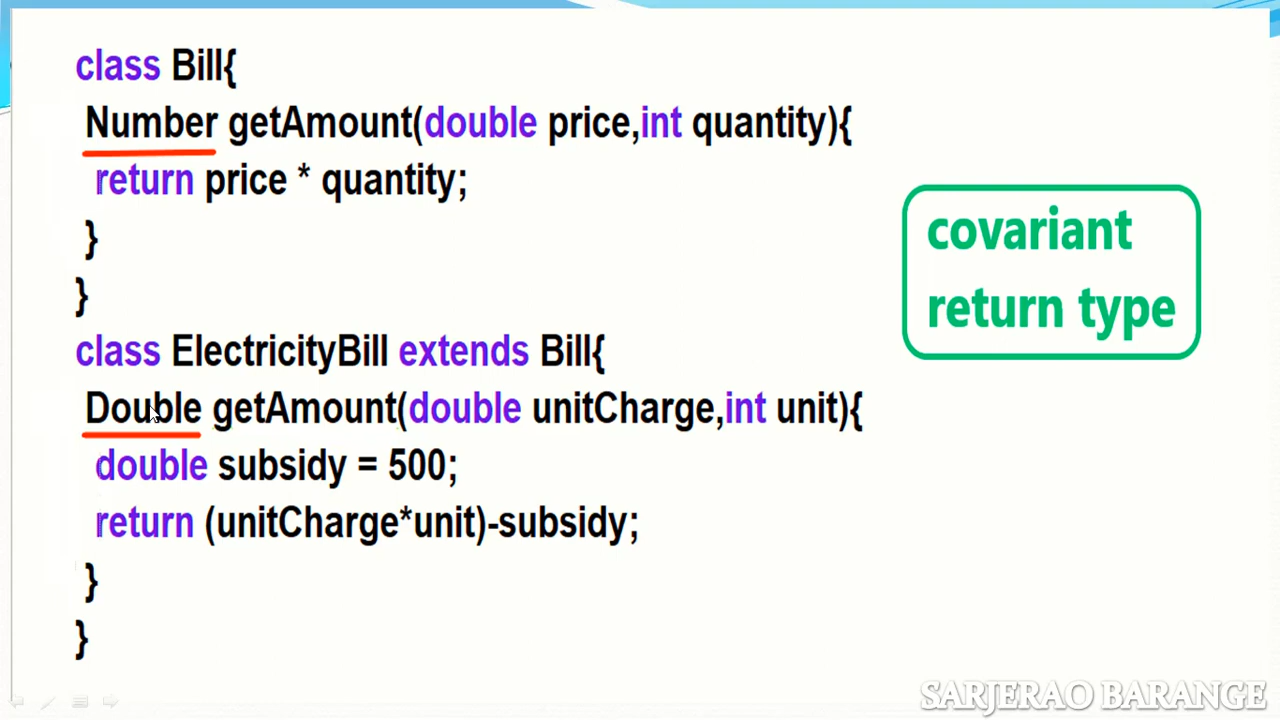 class Bill{
Number getAmount(double price,int quantity){
return price * quantity;
}
}
covariant
return type
class ElectricityBill extends Bill{
Double getAmount(double unitCharge,int unit){
double subsidy = 500;
return (unitCharge*unit)-subsidy;
}
}
SARJERAO BARANGE